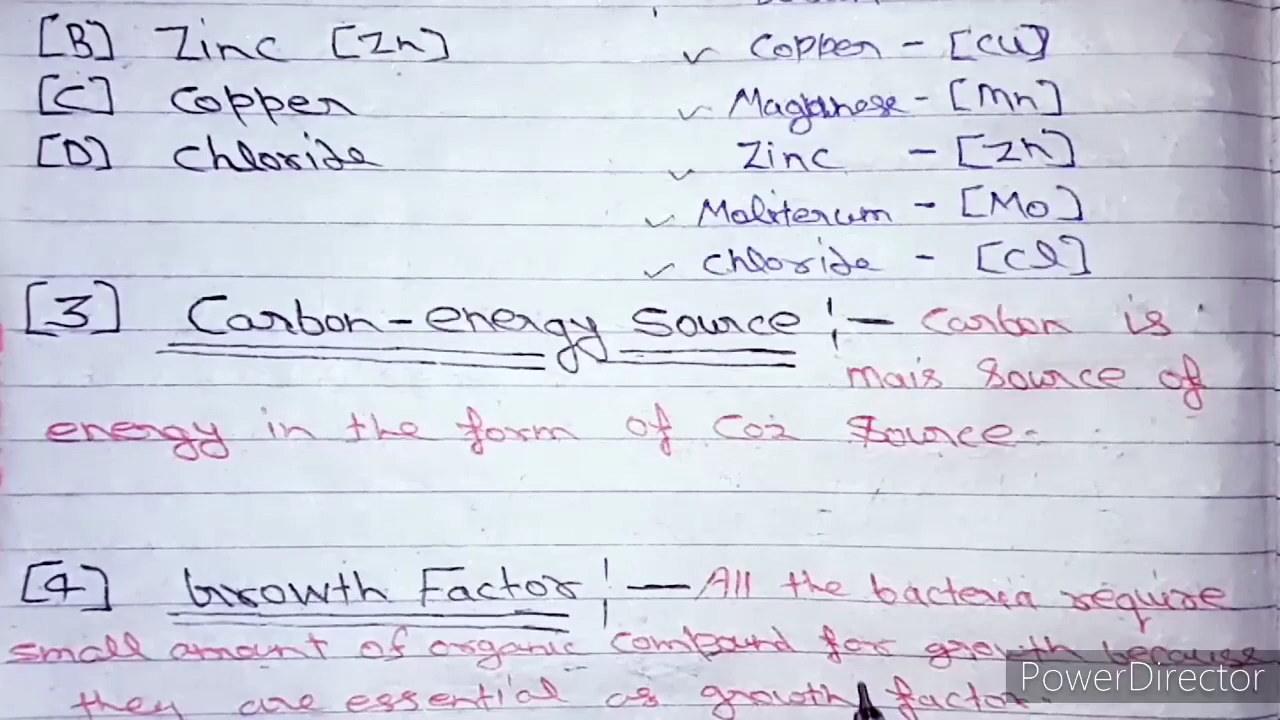 [B] Zinc [Zn]
[C] Copper
[D] Chloride
✓ Copper - [Cu]
✓ Maganese - [Mn]
✓ Zinc - [Zn]
✓ Moliterum - [Mo]
✓ Chloride - [Cl]
[3] Carbon-energy Source :- Carbon is
mais source of
energy in the form of Co2 source.
[4] Growth Factor :- All the bacteria require
small amount of organic compound for growth because
they are essential as growth factor.
PowerDirector